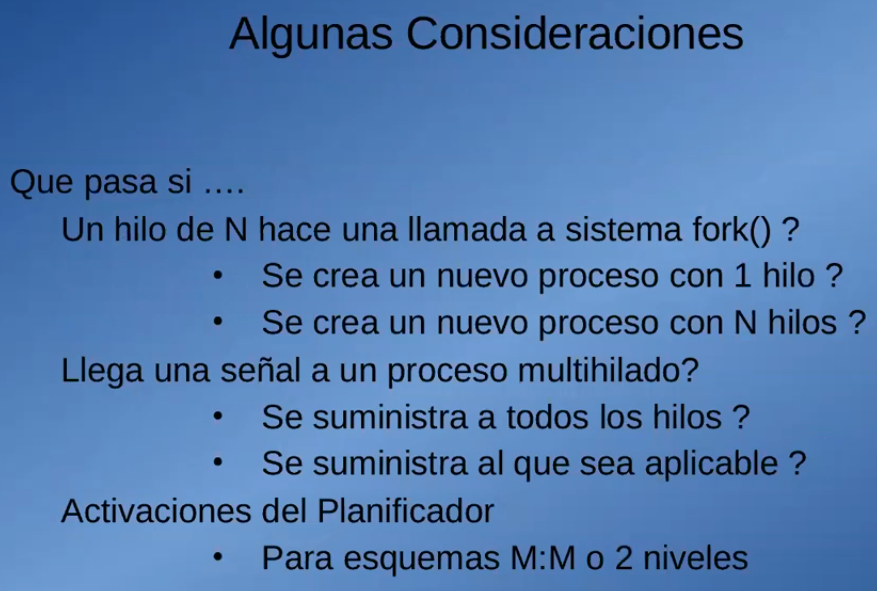 Algunas Consideraciones
Que pasa si ....
Un hilo de N hace una llamada a sistema fork() ?
• Se crea un nuevo proceso con 1 hilo ?
• Se crea un nuevo proceso con N hilos ?
Llega una señal a un proceso multihilado?
• Se suministra a todos los hilos ?
• Se suministra al que sea aplicable ?
Activaciones del Planificador
• Para esquemas M:M o 2 niveles